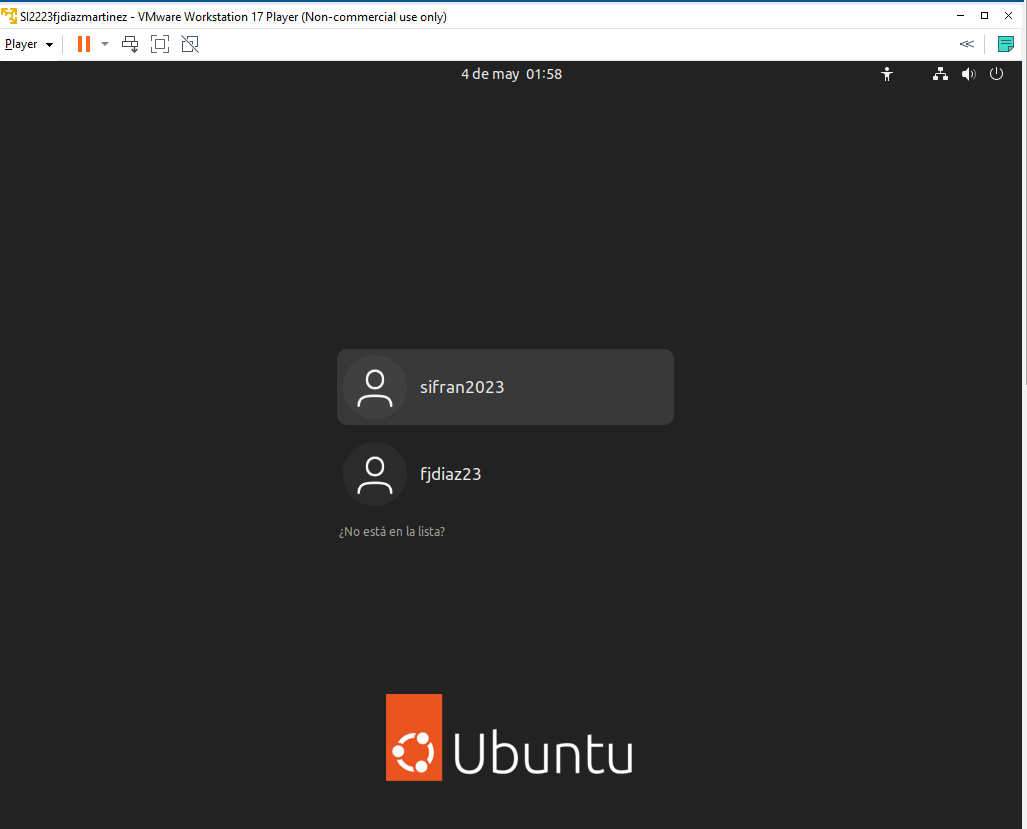 SI2223fjdiazmartinez - VMware Workstation 17 Player (Non-commercial use only)
Player
4 de may 01:58
sifran2023
fjdiaz23
¿No está en la lista?
Ubuntu